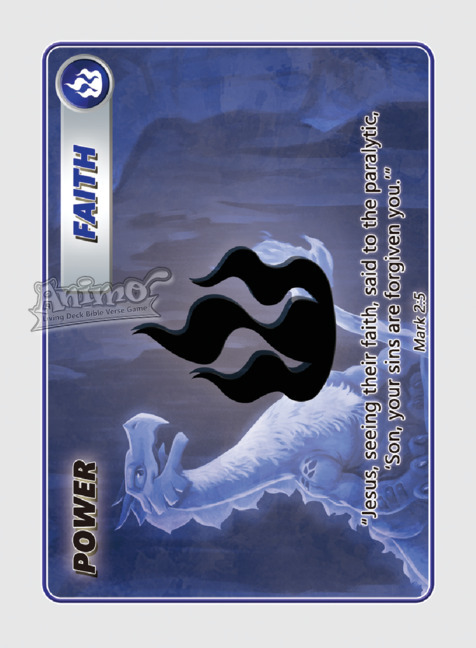 POWER
FAITH
Animor
Living Deck Bible Verse Game
“Jesus, seeing their faith, said to the paralytic,
‘Son, your sins are forgiven you.’”
Mark 2:5